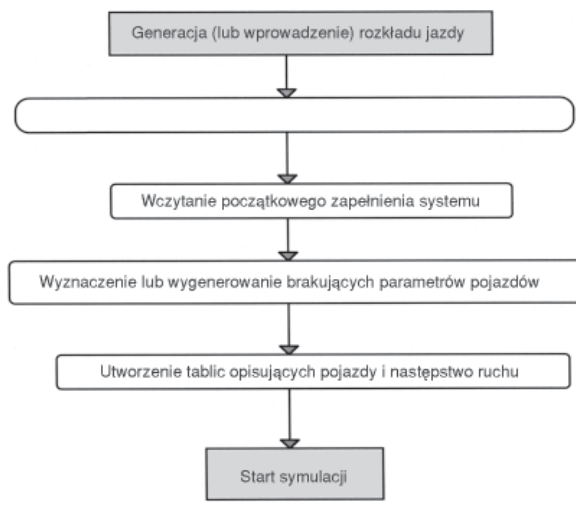 Generacja (lub wprowadzenie) rozkładu jazdy
Wczytanie początkowego zapełnienia systemu
Wyznaczenie lub wygenerowanie brakujących parametrów pojazdów
Utworzenie tablic opisujących pojazdy i następstwo ruchu
Start symulacji